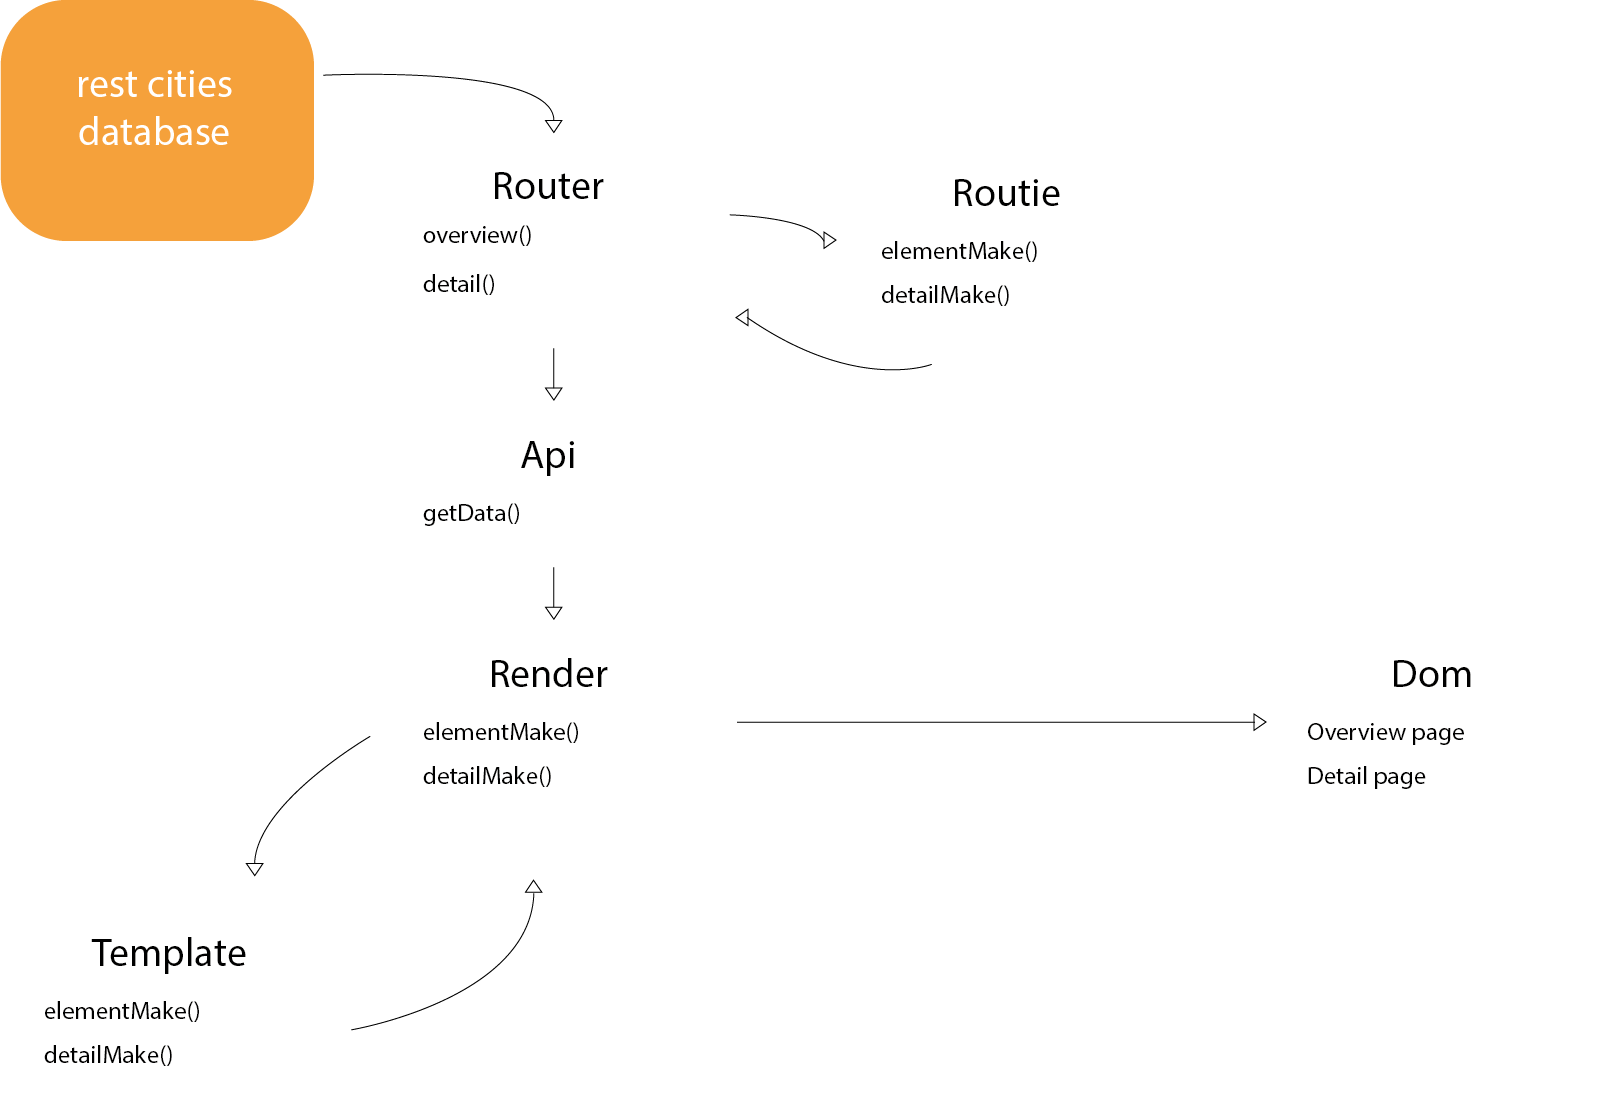 rest cities
database
Router
overview()
detail()
Routie
elementMake()
detailMake()
Api
getData()
Render
elementMake()
detailMake()
Dom
Overview page
Detail page
Template
elementMake()
detailMake()